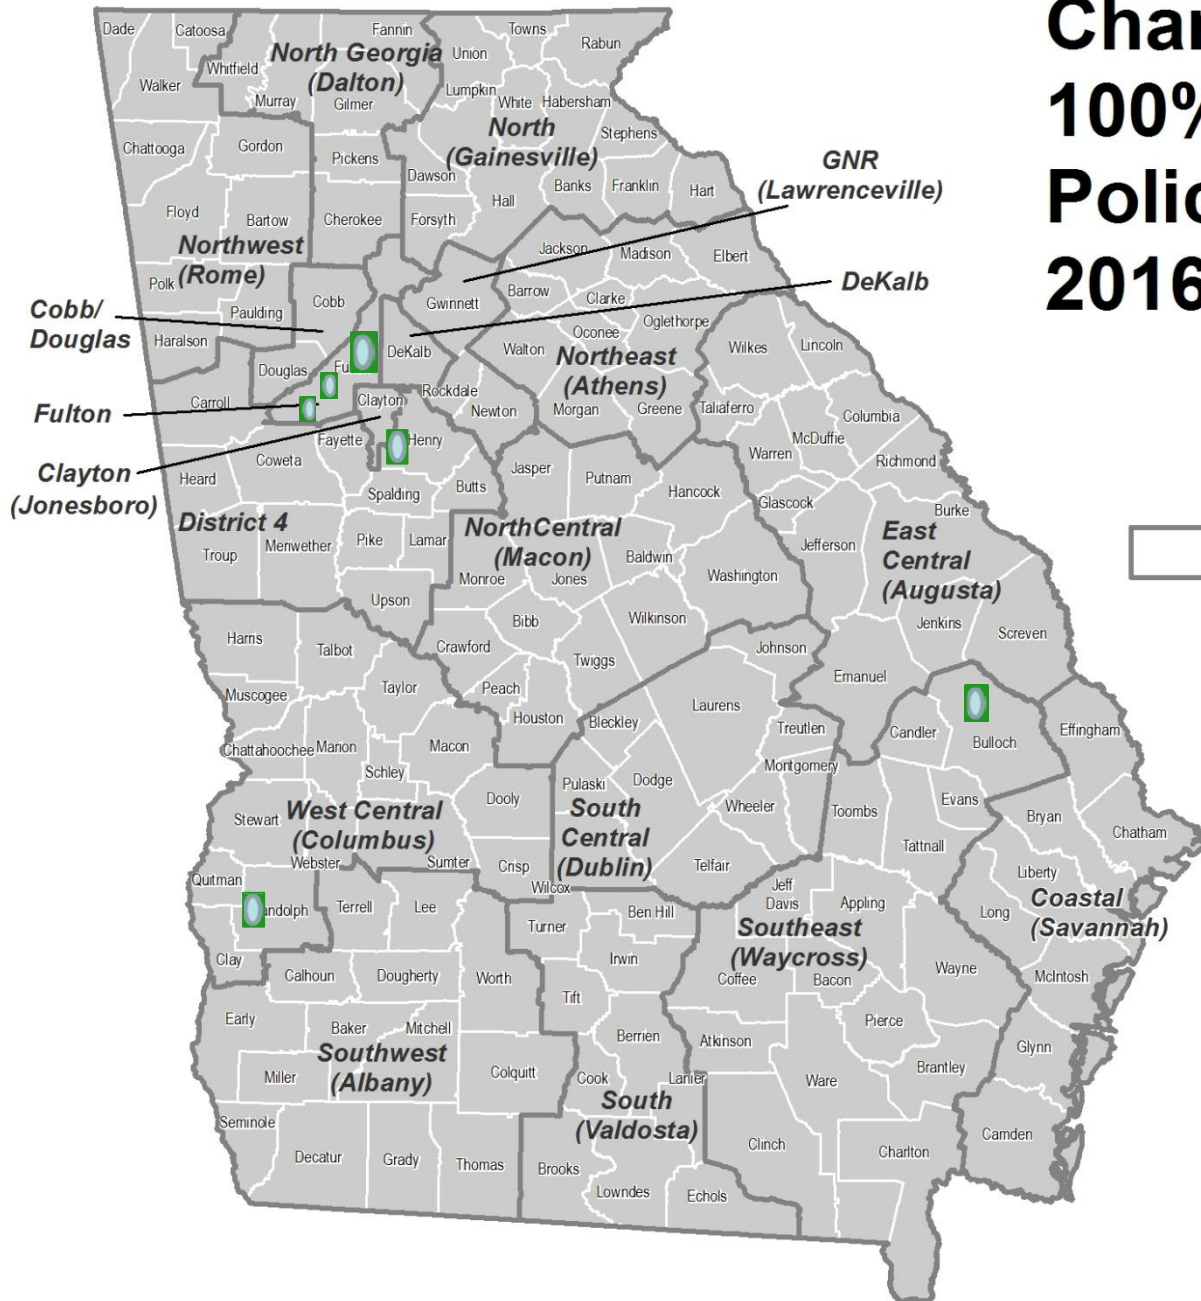 Char
100%
Polic
2016
Dade
Catoosa
Fannin
Towns
Union
Rabun
Whitfield
North Georgia
(Dalton)
Walker
Murray
Gilmer
Lumpkin
White
Habersham
North
(Gainesville)
Stephens
Chattooga
Gordon
Pickens
Dawson
Banks
Franklin
Hart
GNR
(Lawrenceville)
Hall
Floyd
Bartow
Cherokee
Forsyth
Northwest
(Rome)
Jackson
Madison
Elbert
Polk
Cobb
Gwinnett
Barrow
Clarke
DeKalb
Cobb/
Douglas
Paulding
Haralson
Oglethorpe
Oconee
Walton
Northeast
(Athens)
Wilkes
Lincoln
Douglas
Fu
DeKalb
Rockdale
Carroll
Clayton
Newton
Morgan
Greene
Taliaferro
Columbia
Fulton
Fayette
Henry
McDuffie
Warren
Richmond
Clayton
(Jonesboro)
Coweta
Heard
Spalding
Butts
Jasper
Putnam
Hancock
Glascock
Burke
District 4
Troup
Meriwether
Pike
Lamar
NorthCentral
(Macon)
Monroe
Jones
Baldwin
Washington
Jefferson
East
Central
(Augusta)
Upson
Bibb
Wilkinson
Jenkins
Screven
Harris
Talbot
Crawford
Twiggs
Johnson
Emanuel
Muscogee
Taylor
Peach
Houston
Bleckley
Laurens
Treutlen
Candler
Bulloch
Effingham
Chattahoochee
Marion
Macon
Schley
Pulaski
Dodge
Montgomery
Stewart
West Central
(Columbus)
Dooly
South
Central
(Dublin)
Wheeler
Toombs
Evans
Bryan
Chatham
Tattnall
Webster
Sumter
Crisp
Wilcox
Telfair
Liberty
Quitman
ndolph
Terrell
Lee
Turner
Ben Hill
Jeff
Davis
Appling
Long
Coastal
(Savannah)
Southeast
(Waycross)
Clay
Calhoun
Dougherty
Worth
Irwin
Coffee
Bacon
Wayne
McIntosh
Tift
Early
Baker
Mitchell
Berrien
Atkinson
Pierce
Glynn
Southwest
(Albany)
Miller
Colquitt
Cook
Lanier
Ware
Brantley
South
(Valdosta)
Seminole
Decatur
Grady
Thomas
Brooks
Lowndes
Echols
Clinch
Charlton
Camden